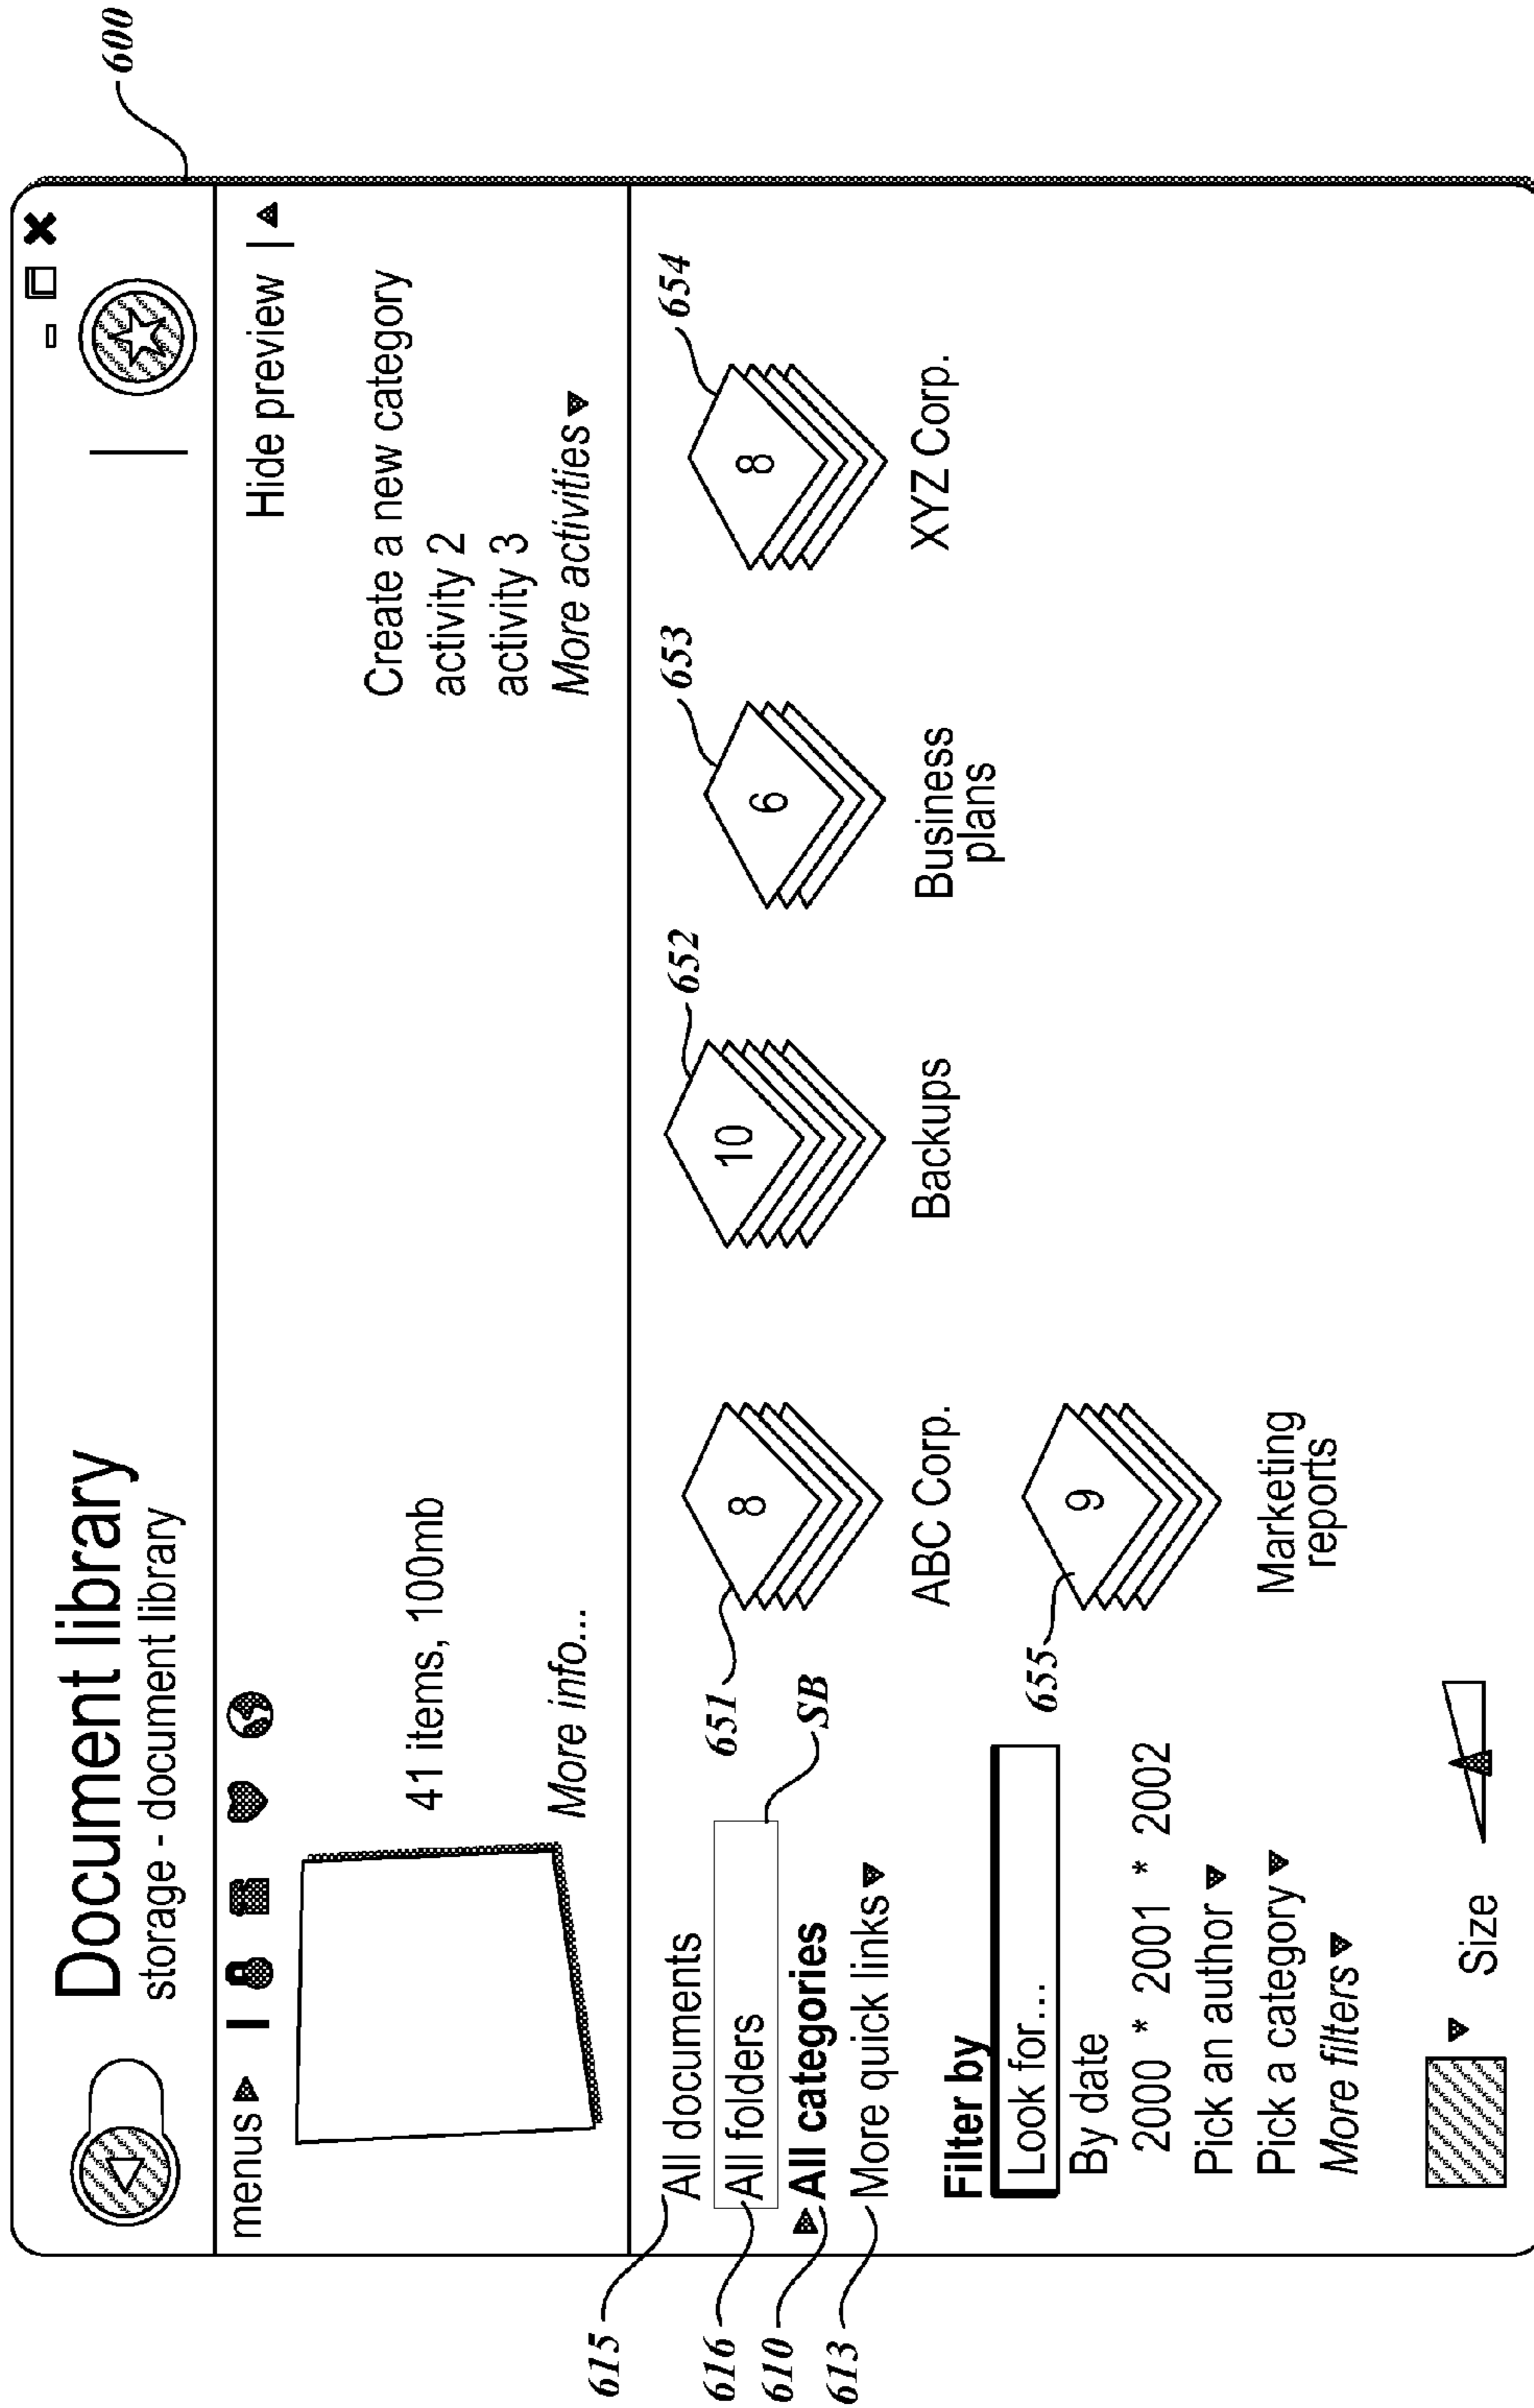 600
Document library
storage - document library
menus
Hide preview
41 items, 100mb
More info...
Create a new category
activity 2
activity 3
More activities
615
All documents
616
All folders
SB
610
All categories
613
More quick links
Filter by
Look for...
By date
2000 * 2001 * 2002
Pick an author
Pick a category
More filters
Size
651
8
ABC Corp.
652
10
Backups
653
6
Business
plans
654
8
XYZ Corp.
655
9
Marketing
reports